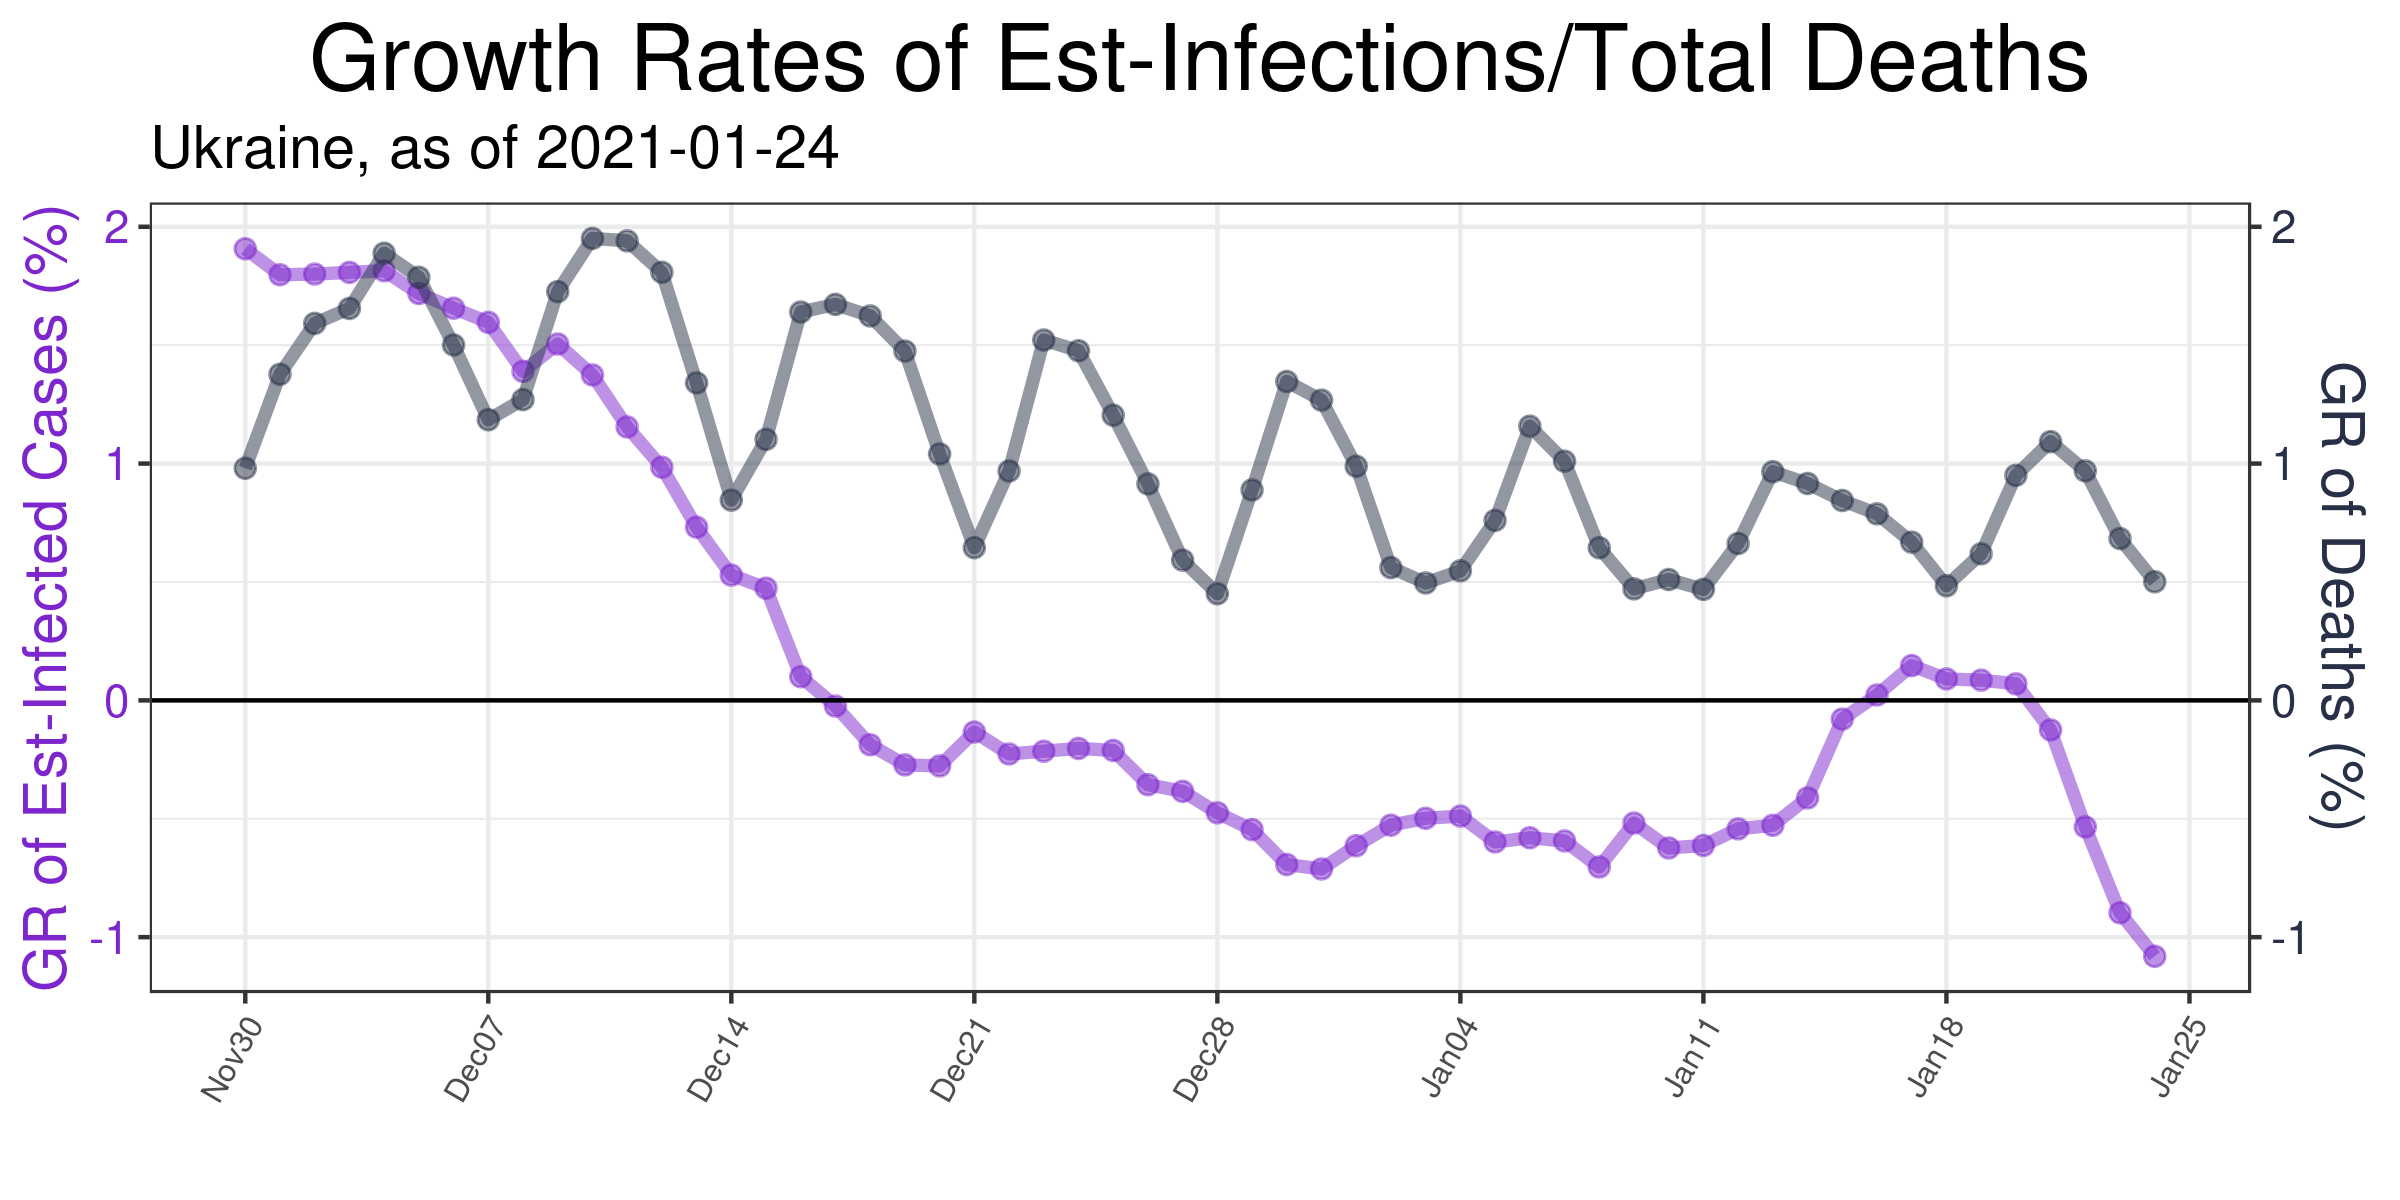 Growth Rates of Est-Infections/Total Deaths
Ukraine, as of 2021-01-24
GR of Est-Infected Cases (%)
2
1
0
-1
2
1
0
-1
GR of Deaths (%)
Nov30
Dec07
Dec14
Dec21
Dec28
Jan04
Jan11
Jan18
Jan25